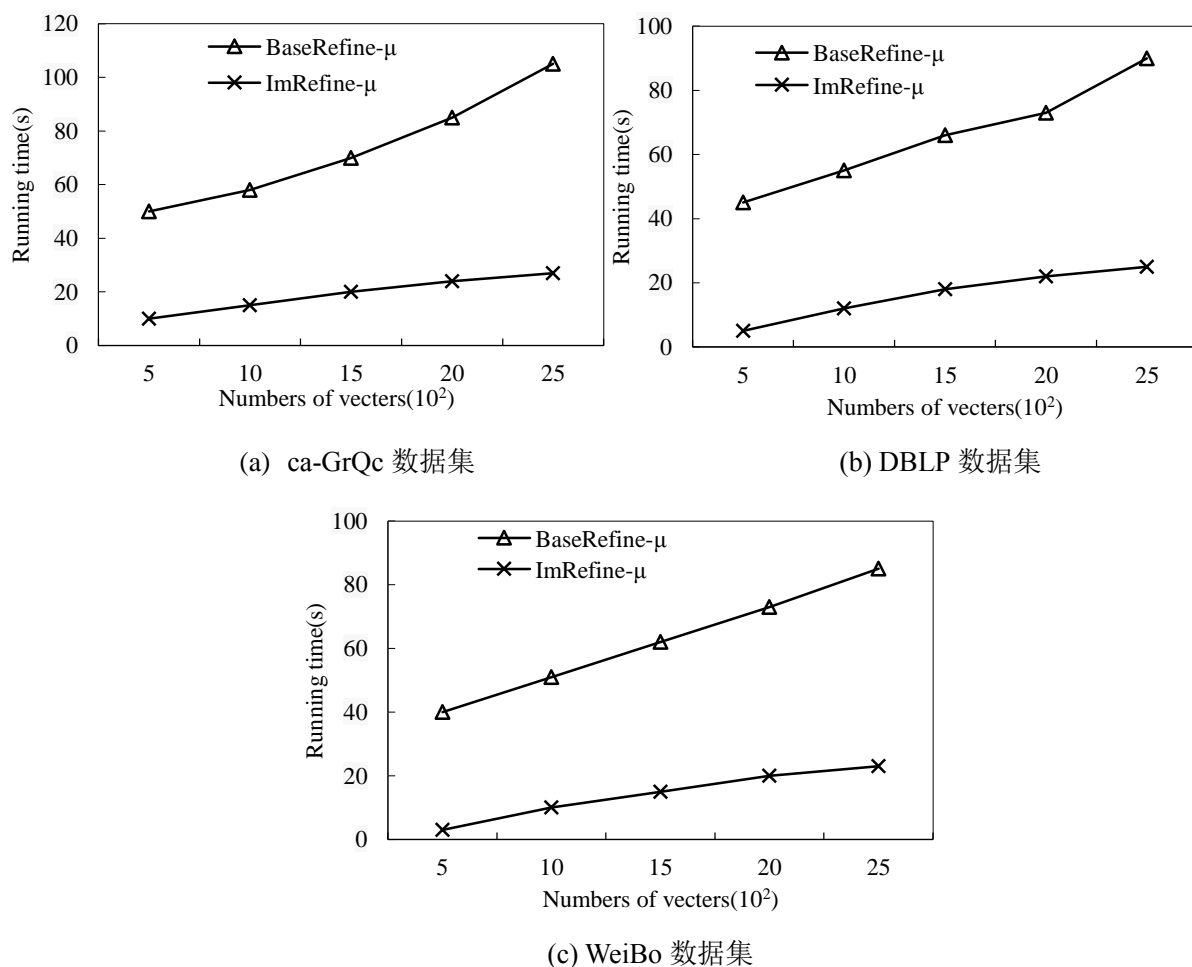 120
100
80
60
40
20
0
Running time(s)
BaseRefine-μ
ImRefine-μ
5 10 15 20 25
Numbers of vecters(10²)
(a) ca-GrQc 数据集
100
80
60
40
20
0
Running time(s)
BaseRefine-μ
ImRefine-μ
5 10 15 20 25
Numbers of vecters(10²)
(b) DBLP 数据集
100
80
60
40
20
0
Running time(s)
BaseRefine-μ
ImRefine-μ
5 10 15 20 25
Numbers of vecters(10²)
(c) WeiBo 数据集